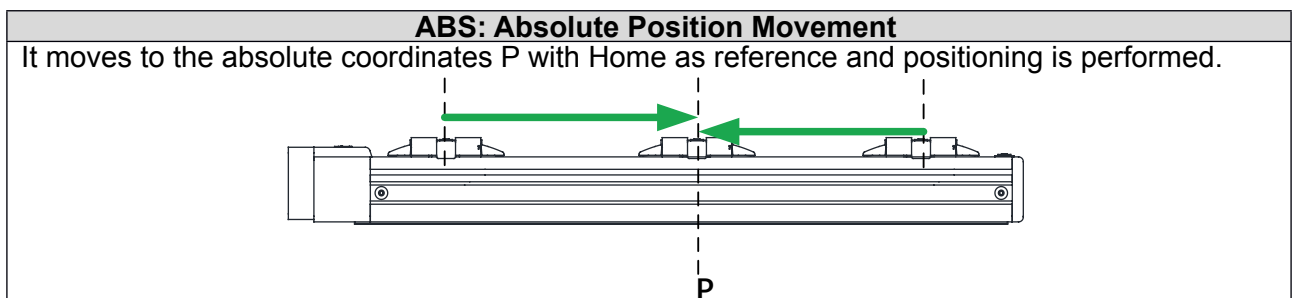 ABS: Absolute Position Movement
It moves to the absolute coordinates P with Home as reference and positioning is performed.
P